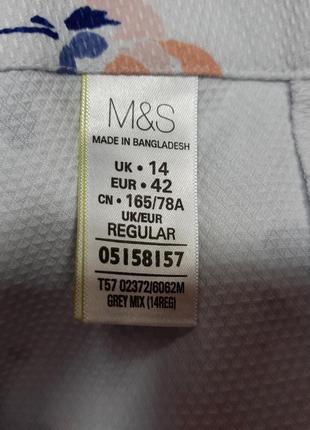 M&S
MADE IN BANGLADESH
UK • 14
EUR • 42
CN • 165/78A
UK/EUR
REGULAR
05158157
T57 02372/6062M
GREY MIX (14REG)